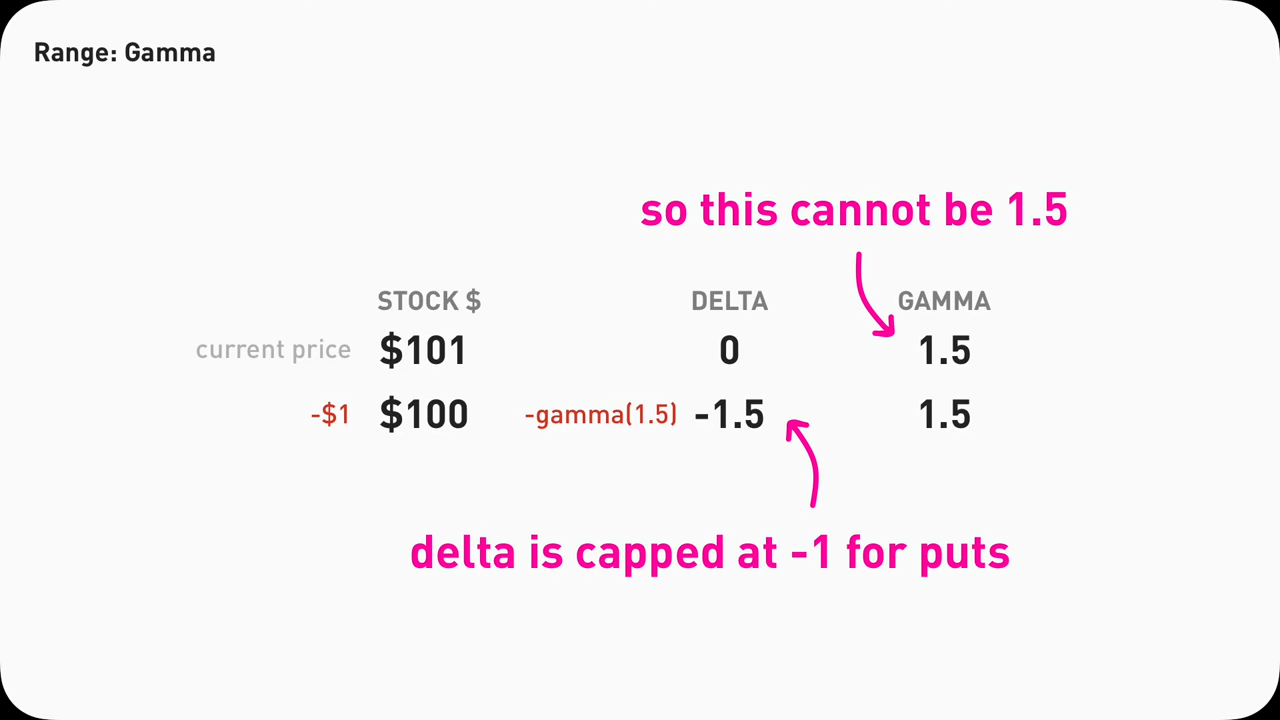 Range: Gamma
so this cannot be 1.5
STOCK $ DELTA GAMMA
current price $101 0 1.5
-$1 $100 -gamma(1.5) -1.5 1.5
delta is capped at -1 for puts